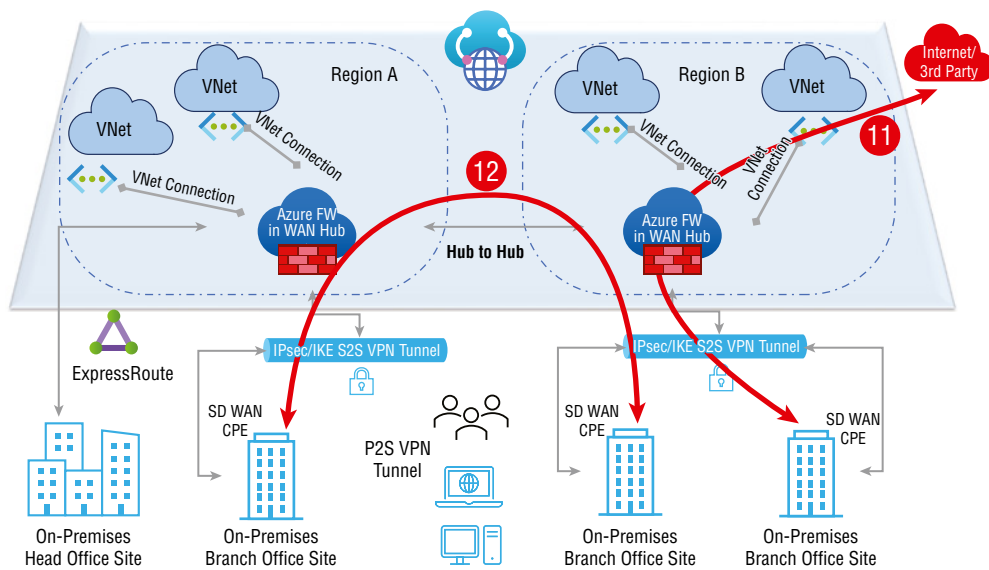 Region A
Region B
Internet/
3rd Party
VNet
VNet
VNet
VNet
11
VNet Connection
VNet Connection
VNet Connection
VNet
Connection
12
Azure FW
in WAN Hub
Azure FW
in WAN Hub
Hub to Hub
ExpressRoute
IPsec/IKE S2S VPN Tunnel
IPsec/IKE S2S VPN Tunnel
SD WAN
CPE
P2S VPN
Tunnel
SD WAN
CPE
SD WAN
CPE
On-Premises
Head Office Site
On-Premises
Branch Office Site
On-Premises
Branch Office Site
On-Premises
Branch Office Site